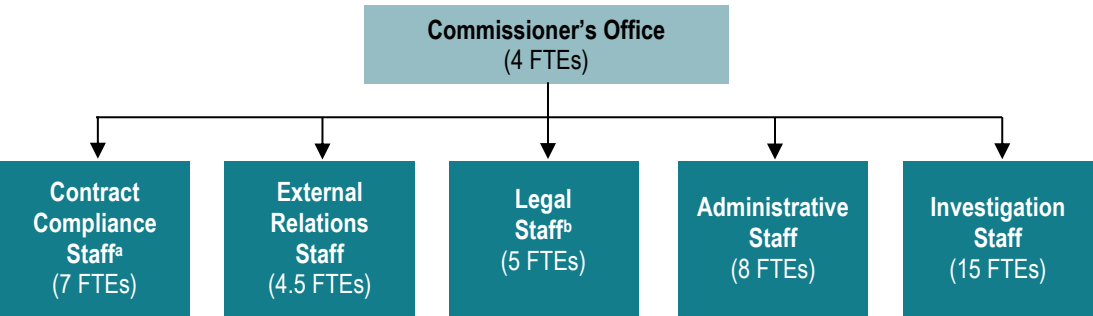 Commissioner’s Office
(4 FTEs)
Contract
Compliance
Staffᵃ
(7 FTEs)
External
Relations
Staff
(4.5 FTEs)
Legal
Staffᵇ
(5 FTEs)
Administrative
Staff
(8 FTEs)
Investigation
Staff
(15 FTEs)